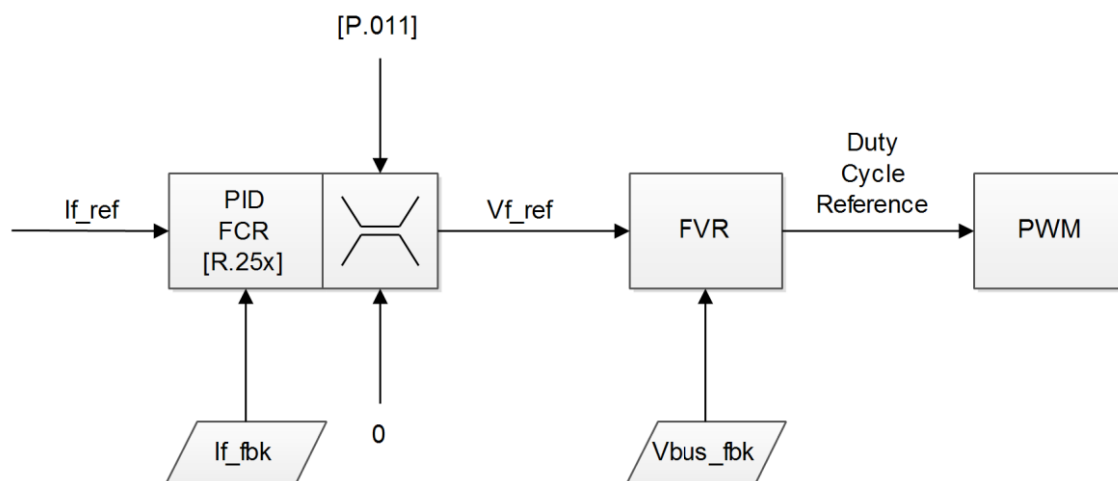 [P.011]
If_ref
PID
FCR
[R.25x]
Vf_ref
FVR
Duty
Cycle
Reference
PWM
If_fbk
0
Vbus_fbk